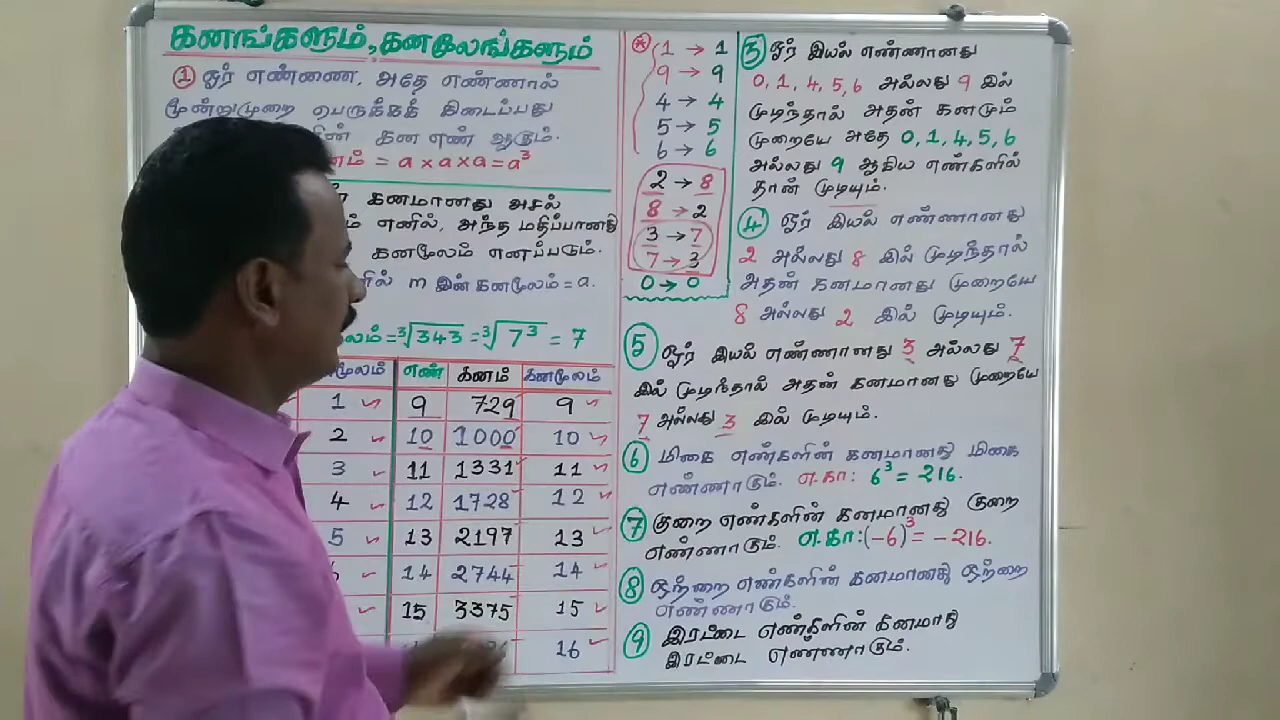 கனங்களும், கனமூலங்களும்
① ஓர் எண்ணை, அதே எண்ணால்
மூன்றுமுறை பெருக்கக் கிடைப்பது
கன எண் ஆகும்.
= a × a × a = a³
கனமானது அசல்
எனில், அந்த மதிப்பானது
கனமூலம் எனப்படும்.
m இன் கனமூலம் = a.
= ³√343 = ³√7³ = 7
எண் கனம் கனமூலம்
1 9 729 9
2 10 1000 10
3 11 1331 11
4 12 1728 12
5 13 2197 13
14 2744 14
15 3375 15
16
* 1 → 1
9 → 9
4 → 4
5 → 5
6 → 6
2 → 8
8 → 2
3 → 7
7 → 3
0 → 0
③ ஓர் இயல் எண்ணானது
0, 1, 4, 5, 6 அல்லது 9 இல்
முடிந்தால் அதன் கனமும்
முறையே அதே 0, 1, 4, 5, 6
அல்லது 9 ஆகிய எண்களில்
தான் முடியும்.
④ ஓர் இயல் எண்ணானது
2 அல்லது 8 இல் முடிந்தால்
அதன் கனமானது முறையே
8 அல்லது 2 இல் முடியும்.
⑤ ஓர் இயல் எண்ணானது 3 அல்லது 7
இல் முடிந்தால் அதன் கனமானது முறையே
7 அல்லது 3 இல் முடியும்.
⑥ மிகை எண்களின் கனமானது மிகை
எண்ணாகும். எ.கா: 6³ = 216.
⑦ குறை எண்களின் கனமானது குறை
எண்ணாகும். எ.கா: (-6)³ = -216.
⑧ ஒற்றை எண்களின் கனமானது ஒற்றை
எண்ணாகும்.
⑨ இரட்டை எண்களின் கனமாது
இரட்டை எண்ணாகும்.